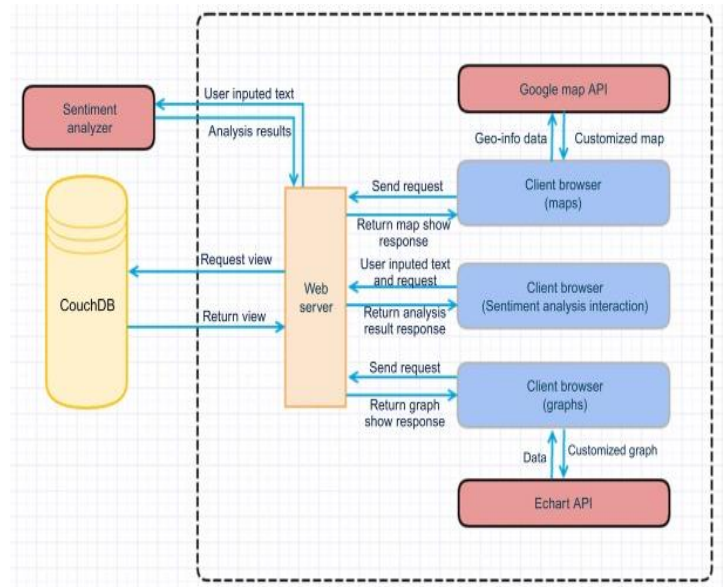 User inputed text
Sentiment
analyzer
Analysis results
Google map API
Geo-info data
Customized map
Send request
Client browser
(maps)
Return map show
response
Request view
User inputed text
and request
Web
server
Client browser
(Sentiment analysis interaction)
CouchDB
Return view
Return analysis
result response
Send request
Client browser
(graphs)
Return graph
show response
Data
Customized graph
Echart API